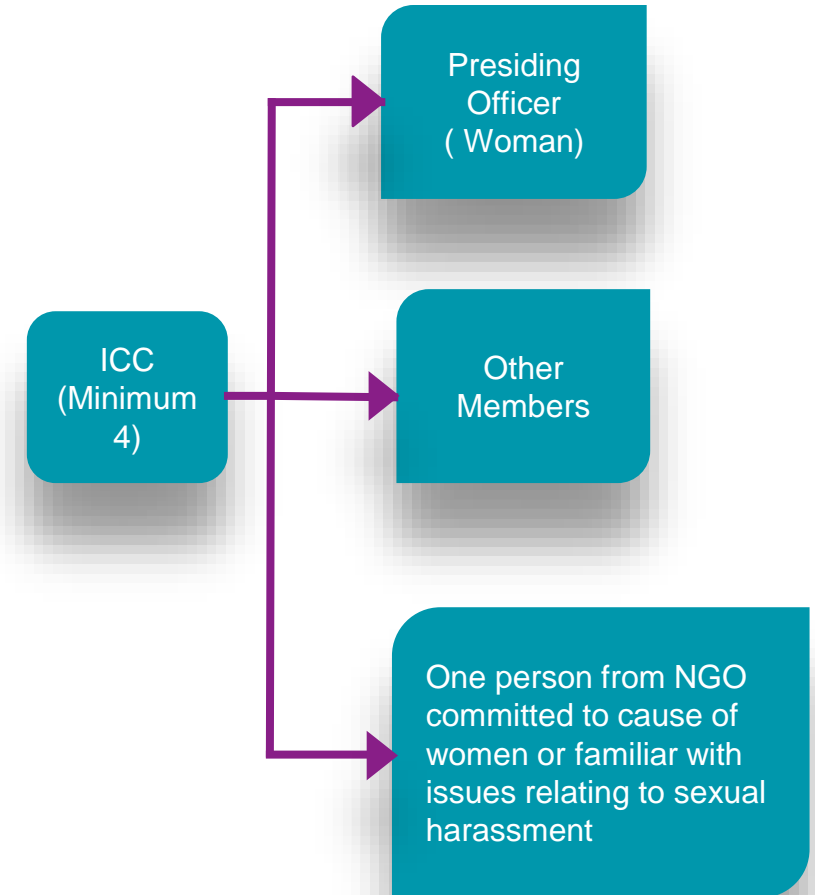 Presiding
Officer
( Woman)
ICC
(Minimum
4)
Other
Members
One person from NGO
committed to cause of
women or familiar with
issues relating to sexual
harassment